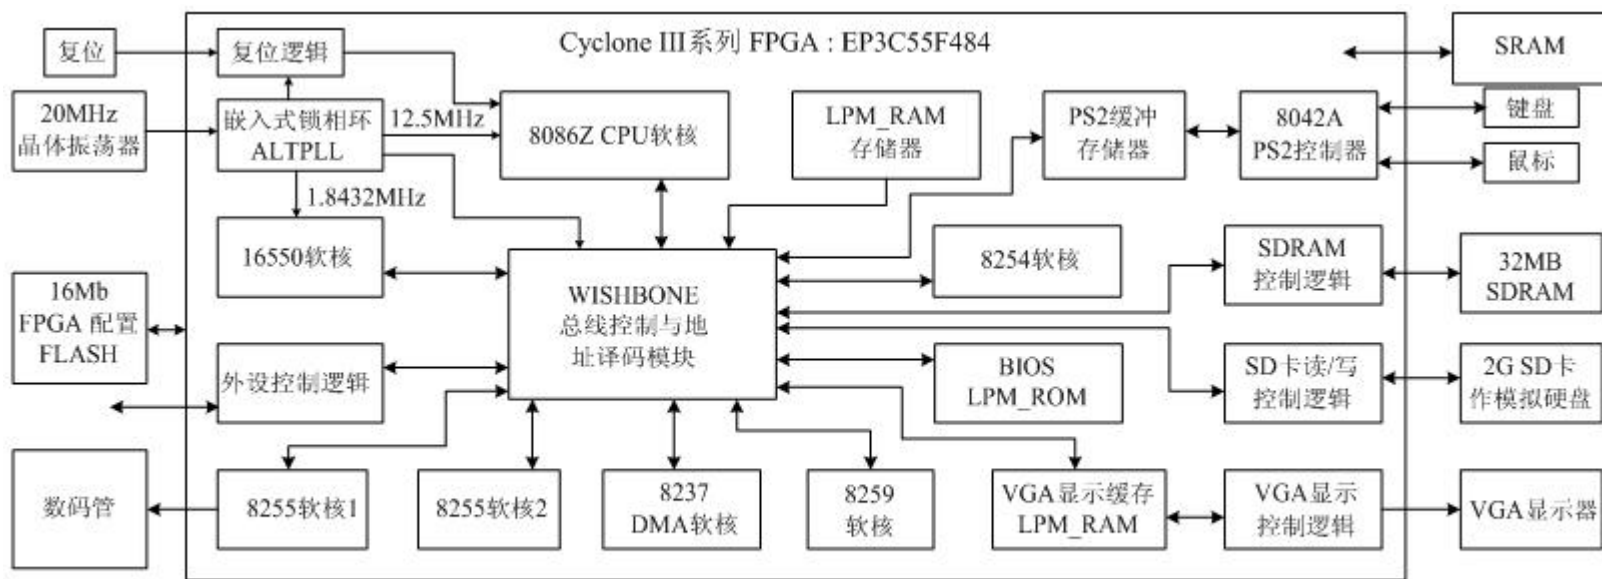 Cyclone III系列 FPGA : EP3C55F484
复位
复位逻辑
20MHz
晶体振荡器
嵌入式锁相环
ALTPLL
12.5MHz
1.8432MHz
8086Z CPU软核
LPM_RAM
存储器
PS2缓冲
存储器
8042A
PS2控制器
SRAM
键盘
鼠标
16550软核
WISHBONE
总线控制与地
址译码模块
8254软核
SDRAM
控制逻辑
32MB
SDRAM
16Mb
FPGA 配置
FLASH
外设控制逻辑
BIOS
LPM_ROM
SD卡读/写
控制逻辑
2G SD卡
作模拟硬盘
数码管
8255软核1
8255软核2
8237
DMA软核
8259
软核
VGA显示缓存
LPM_RAM
VGA显示
控制逻辑
VGA显示器